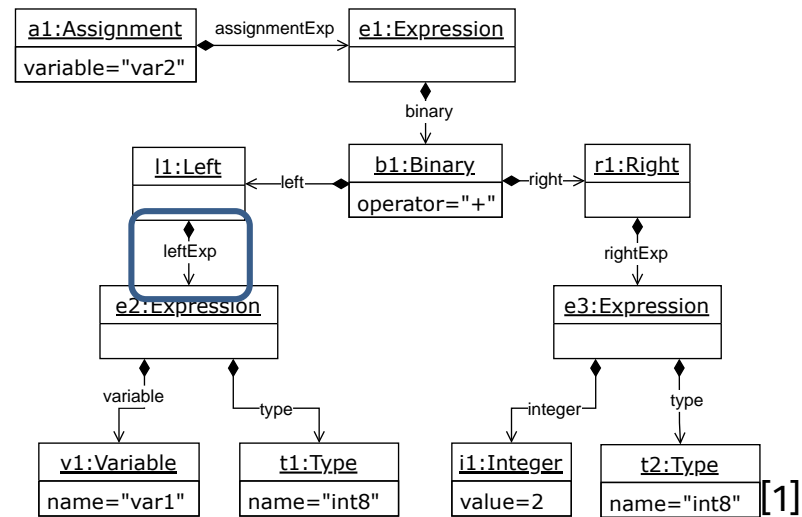 a1:Assignment
variable="var2"
assignmentExp
e1:Expression
binary
l1:Left
left
b1:Binary
operator="+"
right
r1:Right
leftExp
rightExp
e2:Expression
e3:Expression
variable
type
integer
type
v1:Variable
name="var1"
t1:Type
name="int8"
i1:Integer
value=2
t2:Type
name="int8"
[1]